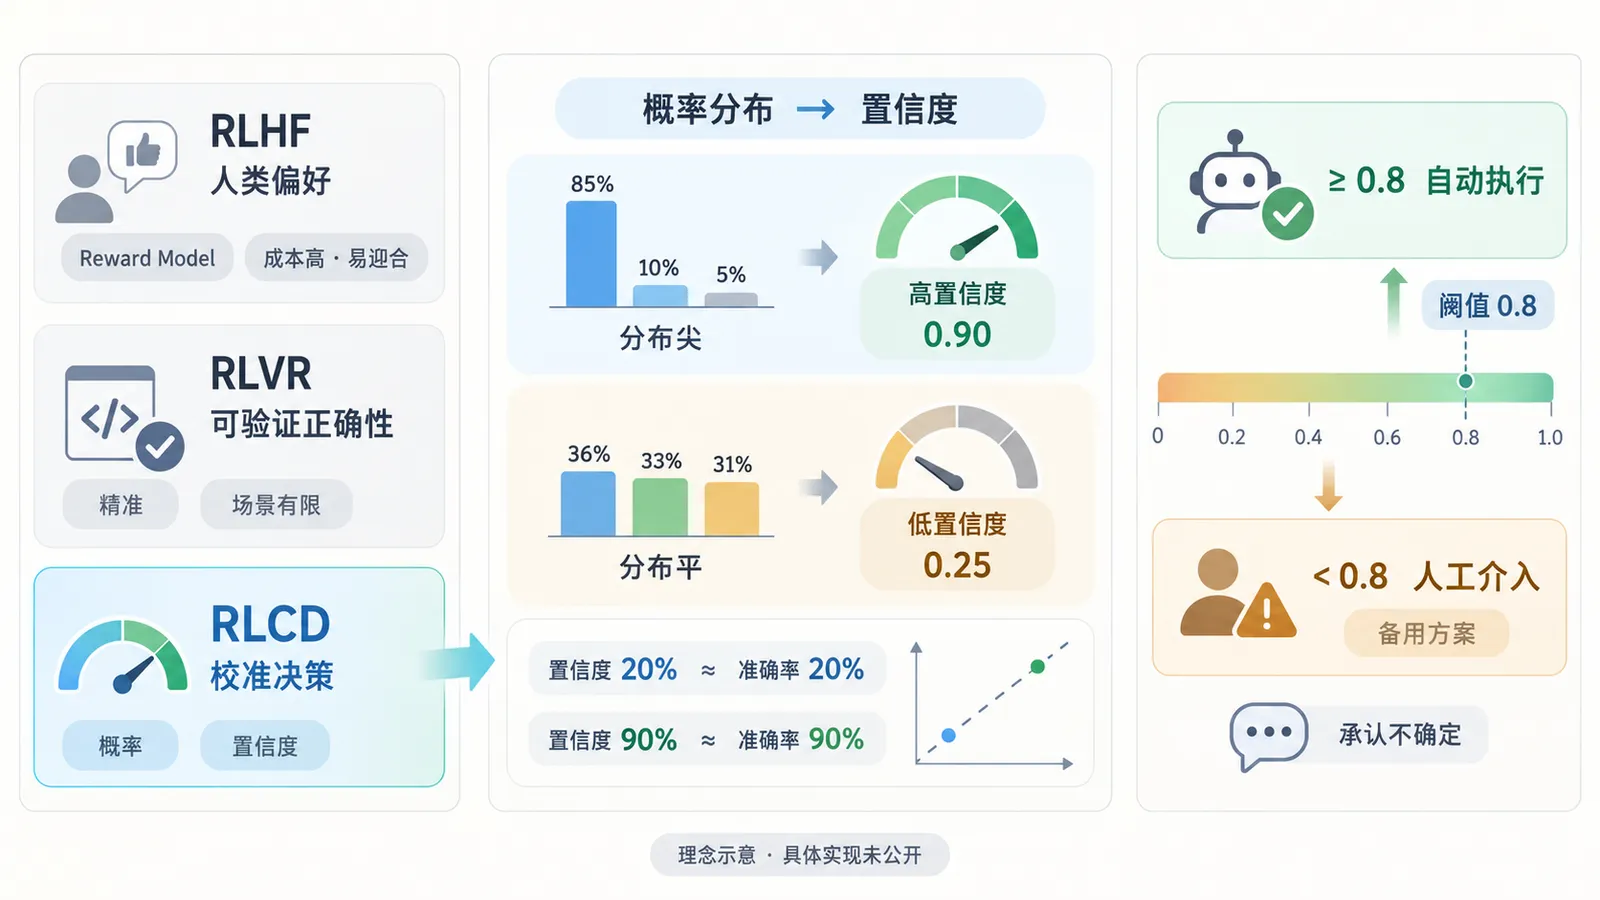 RLHF
人类偏好
Reward Model
成本高 · 易迎合
RLVR
可验证正确性
精准
场景有限
RLCD
校准决策
概率
置信度
概率分布 → 置信度
85%
10%
5%
分布尖
高置信度
0.90
36%
33%
31%
分布平
低置信度
0.25
置信度 20% ≈ 准确率 20%
置信度 90% ≈ 准确率 90%
≥ 0.8 自动执行
阈值 0.8
0 0.2 0.4 0.6 0.8 1.0
< 0.8 人工介入
备用方案
承认不确定
理念示意 · 具体实现未公开